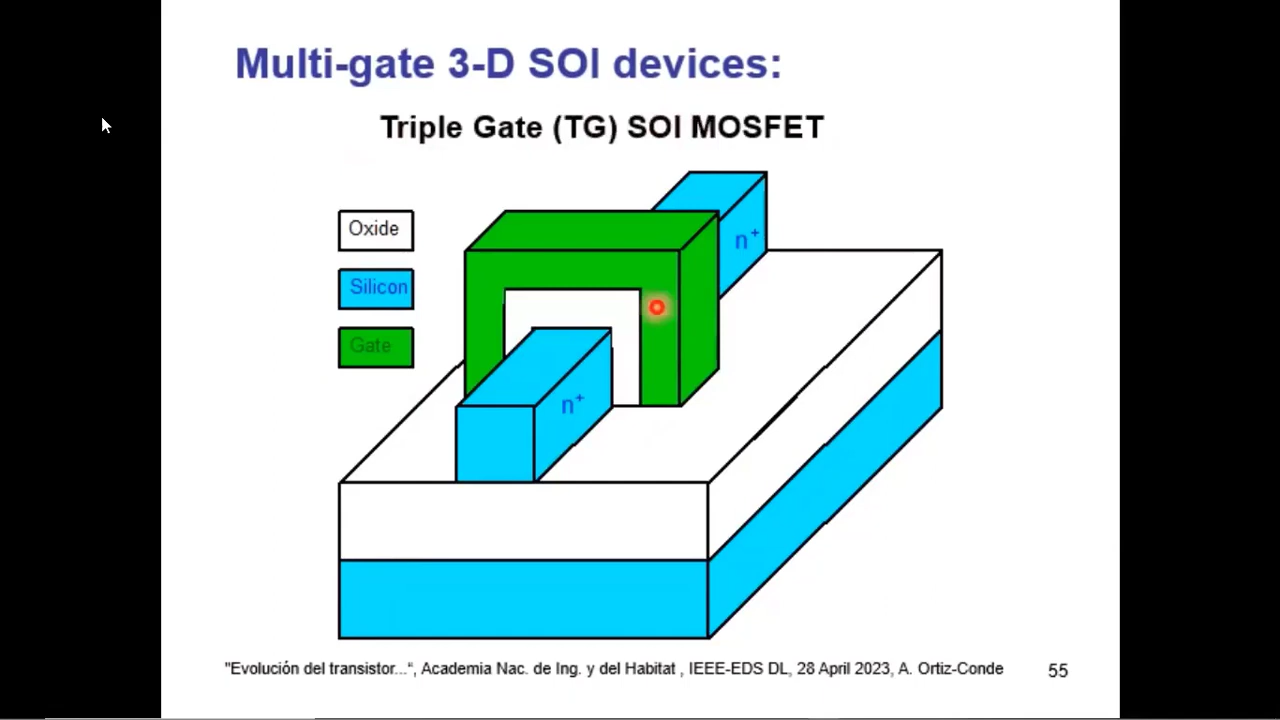 Multi-gate 3-D SOI devices:
Triple Gate (TG) SOI MOSFET
Oxide
Silicon
Gate
n+
n+
"Evolución del transistor...“, Academia Nac. de Ing. y del Habitat , IEEE-EDS DL, 28 April 2023, A. Ortiz-Conde
55